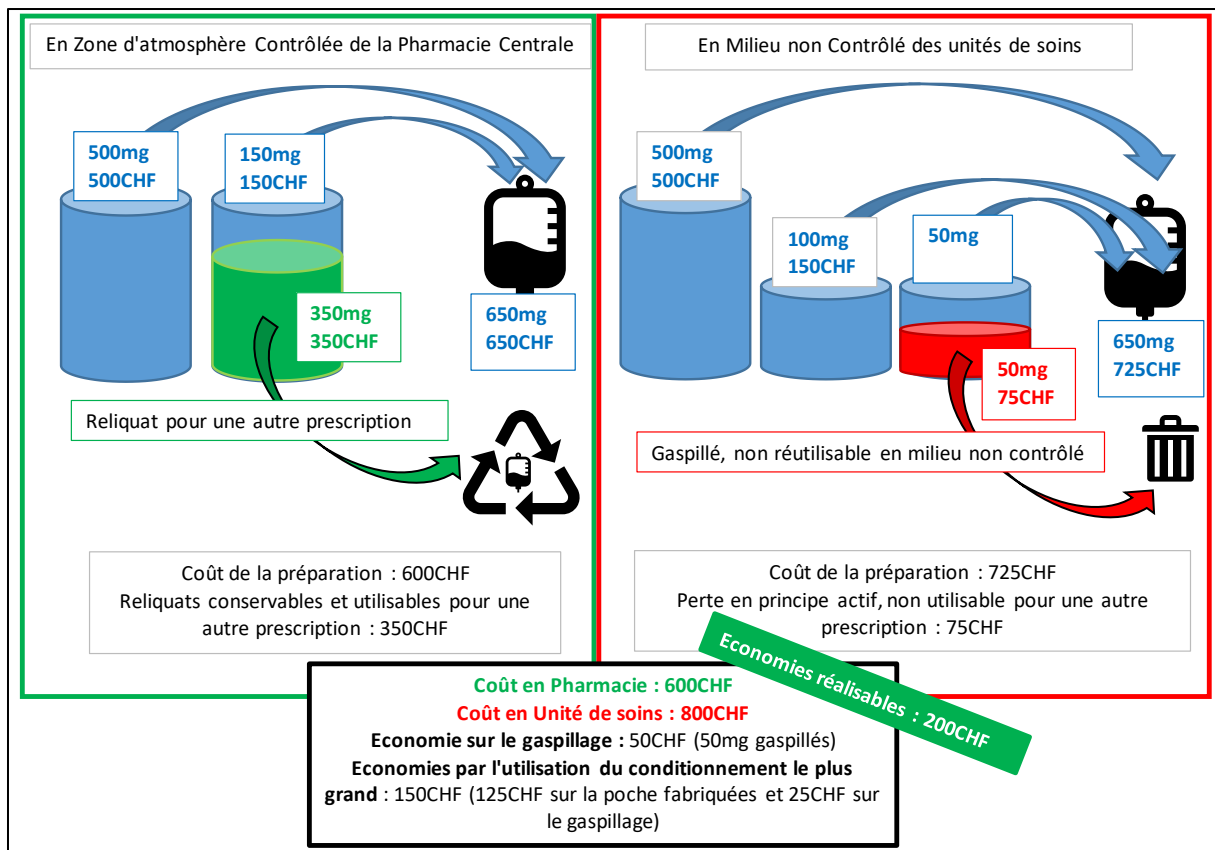 En Zone d'atmosphère Contrôlée de la Pharmacie Centrale
500mg
500CHF
150mg
150CHF
350mg
350CHF
650mg
650CHF
Reliquat pour une autre prescription
Coût de la préparation : 600CHF
Reliquats conservables et utilisables pour une
autre prescription : 350CHF
En Milieu non Contrôlé des unités de soins
500mg
500CHF
100mg
150CHF
50mg
50mg
75CHF
650mg
725CHF
Gaspillé, non réutilisable en milieu non contrôlé
Coût de la préparation : 725CHF
Perte en principe actif, non utilisable pour une autre
prescription : 75CHF
Economies réalisables : 200CHF
Coût en Pharmacie : 600CHF
Coût en Unité de soins : 800CHF
Economie sur le gaspillage : 50CHF (50mg gaspillés)
Economies par l'utilisation du conditionnement le plus
grand : 150CHF (125CHF sur la poche fabriquées et 25CHF sur
le gaspillage)